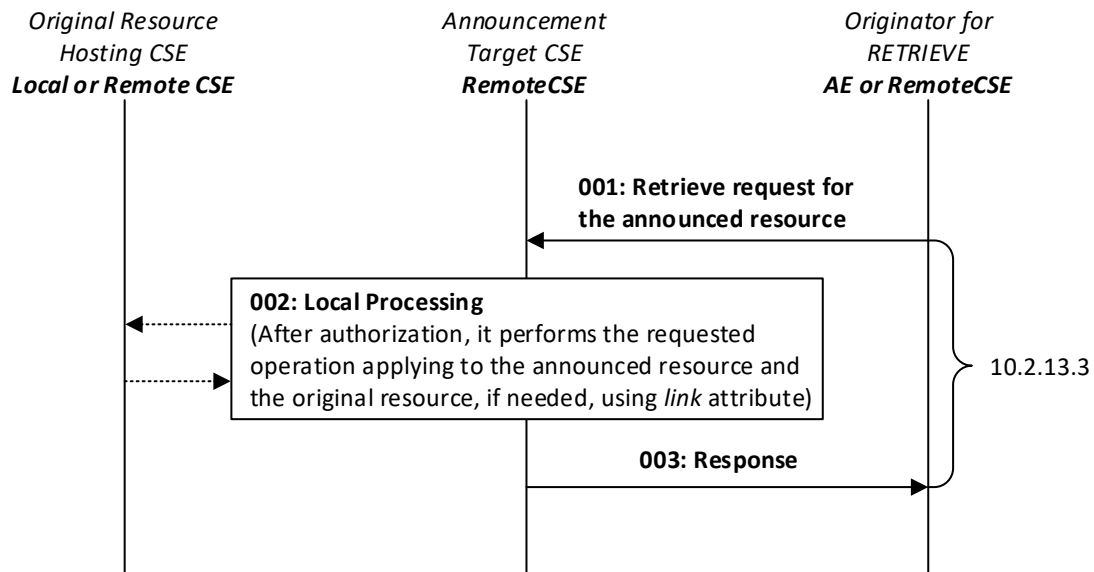 Original Resource
Hosting CSE
Local or Remote CSE
Announcement
Target CSE
RemoteCSE
Originator for
RETRIEVE
AE or RemoteCSE
001: Retrieve request for
the announced resource
002: Local Processing
(After authorization, it performs the requested
operation applying to the announced resource and
the original resource, if needed, using link attribute)
10.2.13.3
003: Response